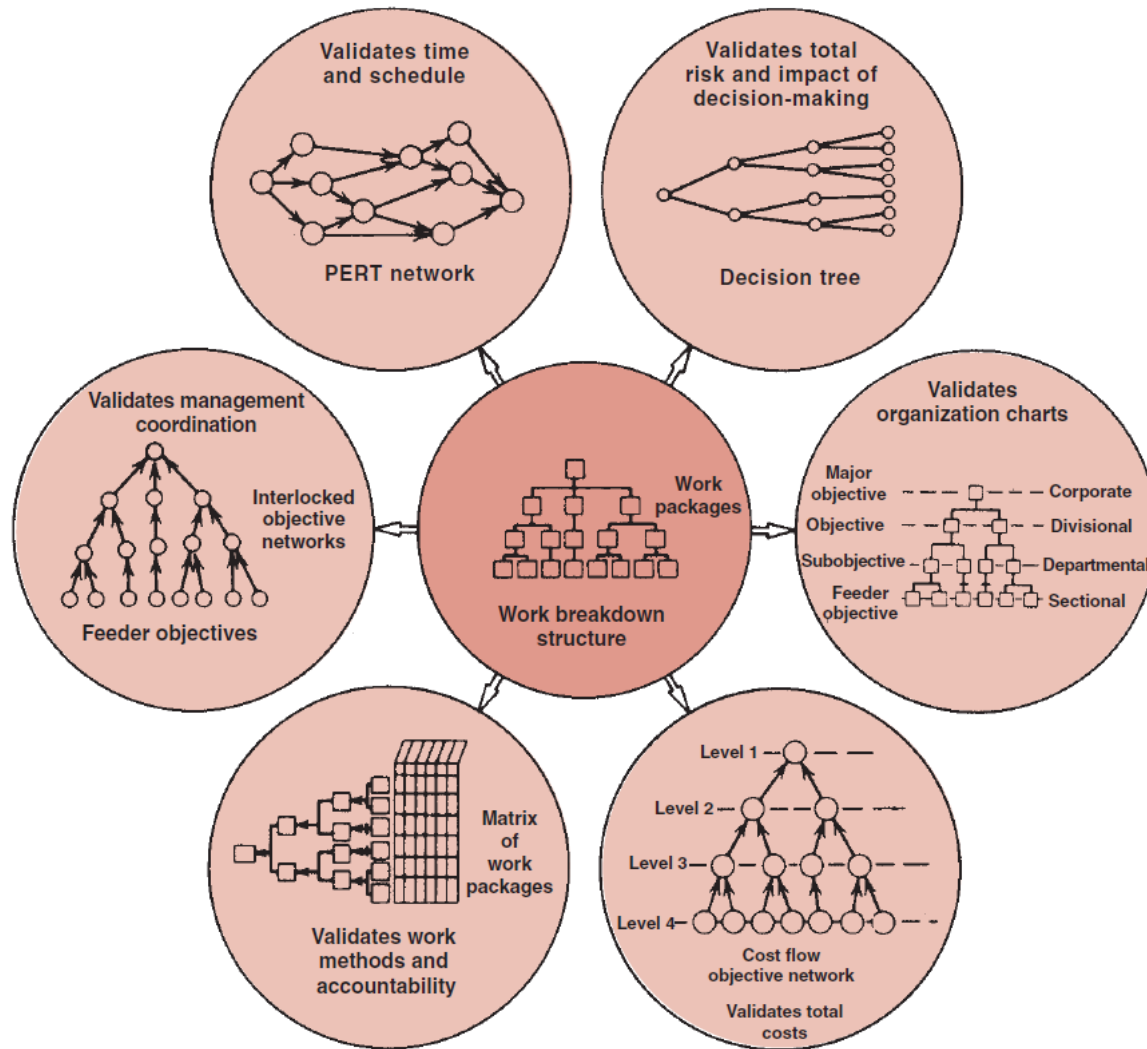 Validates time
and schedule
PERT network
Validates total
risk and impact of
decision-making
Decision tree
Validates management
coordination
Interlocked
objective
networks
Feeder objectives
Work
packages
Work breakdown
structure
Validates
organization charts
Major
objective
Corporate
Objective
Divisional
Subobjective
Departmental
Feeder
objective
Sectional
Matrix
of
work
packages
Validates work
methods and
accountability
Level 1
Level 2
Level 3
Level 4
Cost flow
objective network
Validates total
costs